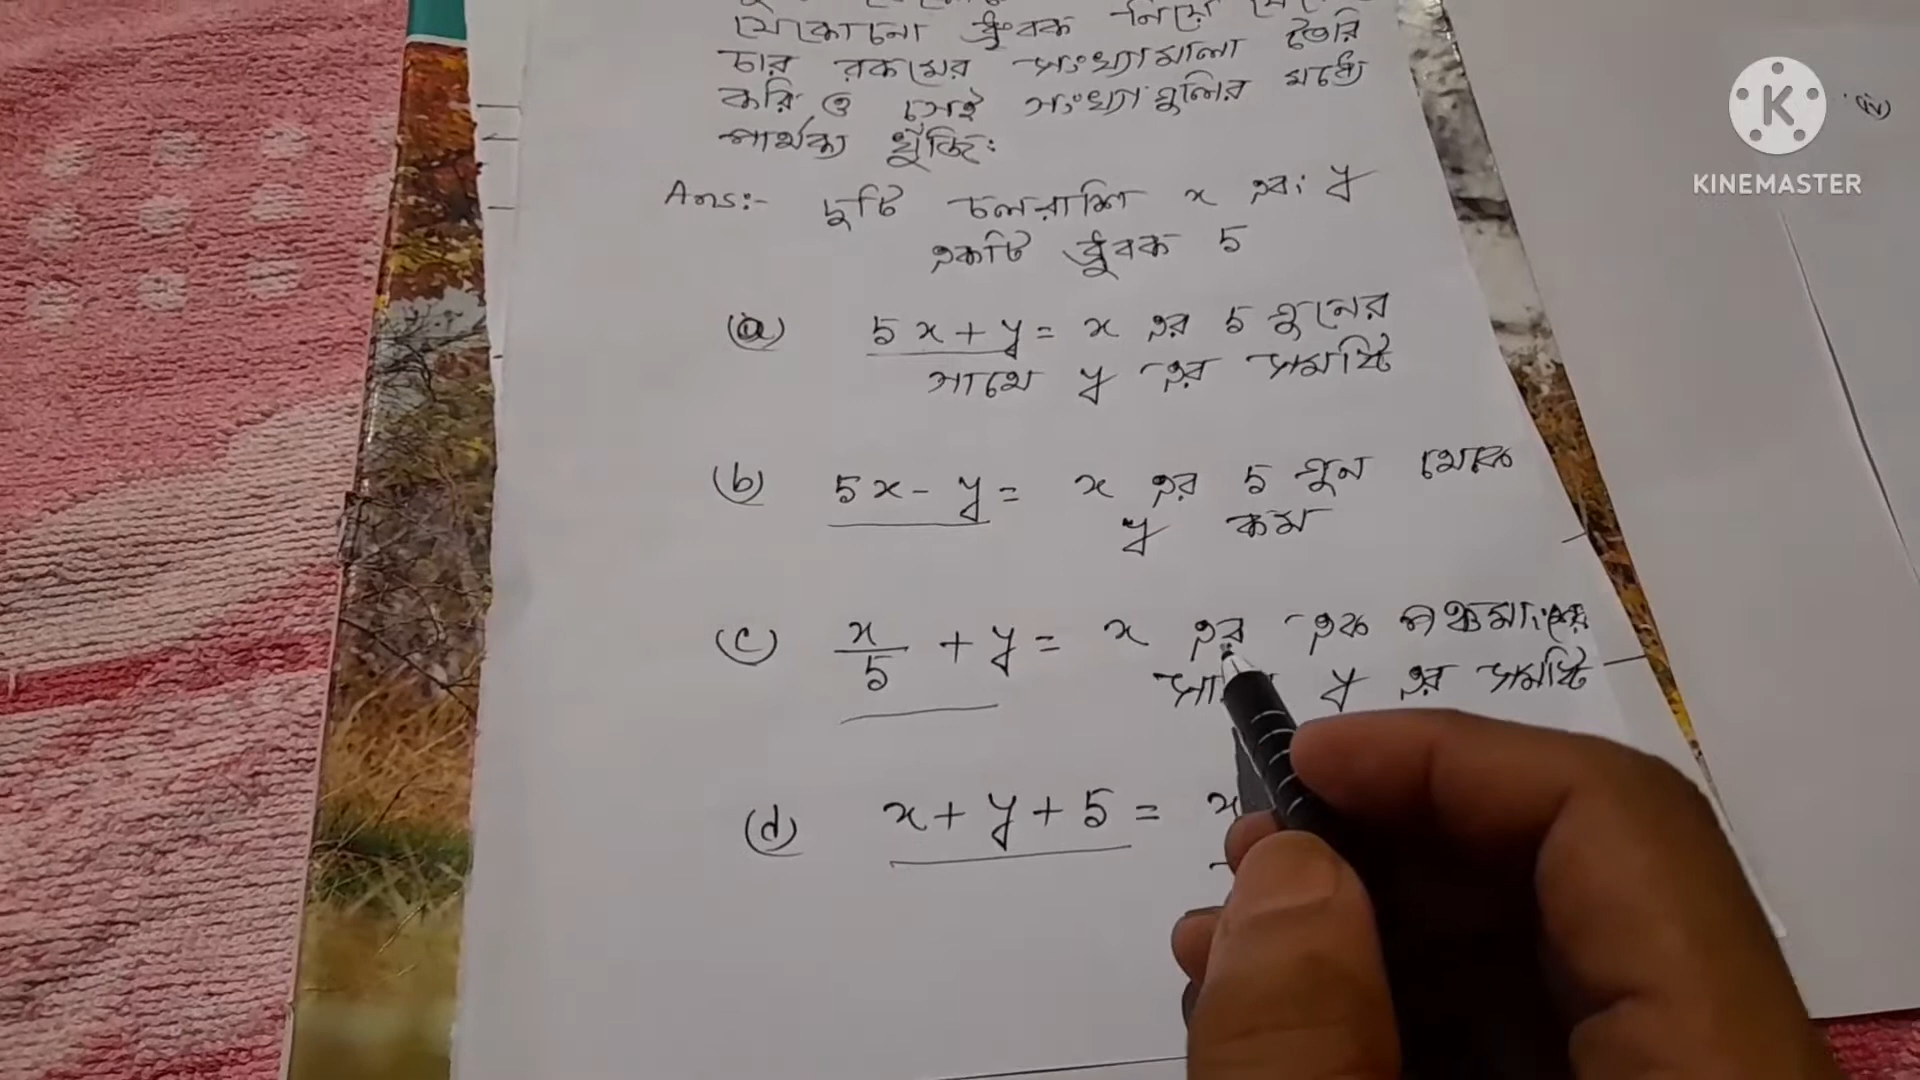 যেকোনো ধ্রুবক নিয়ে
চার রকমের সংখ্যামালা তৈরি
করি ও সেই সংখ্যাগুলির মধ্যে
পার্থক্য খুঁজি:
Ans:- দুটি চলরাশি x এবং y
একটি ধ্রুবক 5
(a) 5x + y = x এর 5 গুনের
সাথে y এর সমষ্টি
(b) 5x - y = x এর 5 গুন থেকে
y কম
(c) x/5 + y = x এর এক পঞ্চমাংশের
y এর সমষ্টি
(d) x + y + 5 = x
K
KINEMASTER
(iv)